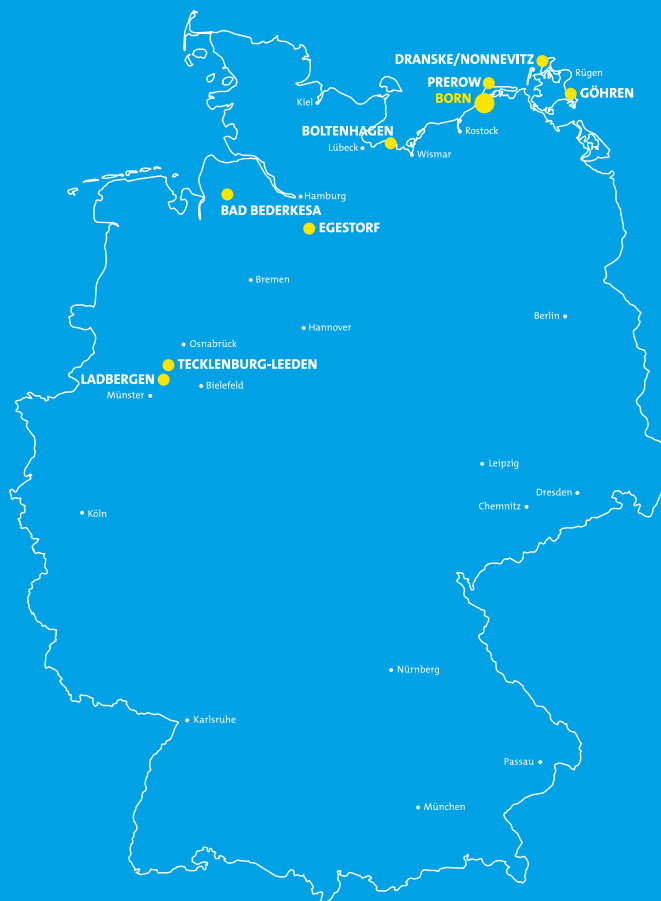 DRANSKE/NONNEVITZ
Rügen
PREROW
GÖHREN
BORN
Kiel
BOLTENHAGEN
Rostock
Lübeck
Wismar
Hamburg
BAD BEDERKESA
EGESTORF
Bremen
Berlin
Hannover
Osnabrück
TECKLENBURG-LEEDEN
LADBERGEN
Bielefeld
Münster
Leipzig
Dresden
Chemnitz
Köln
Nürnberg
Karlsruhe
Passau
München